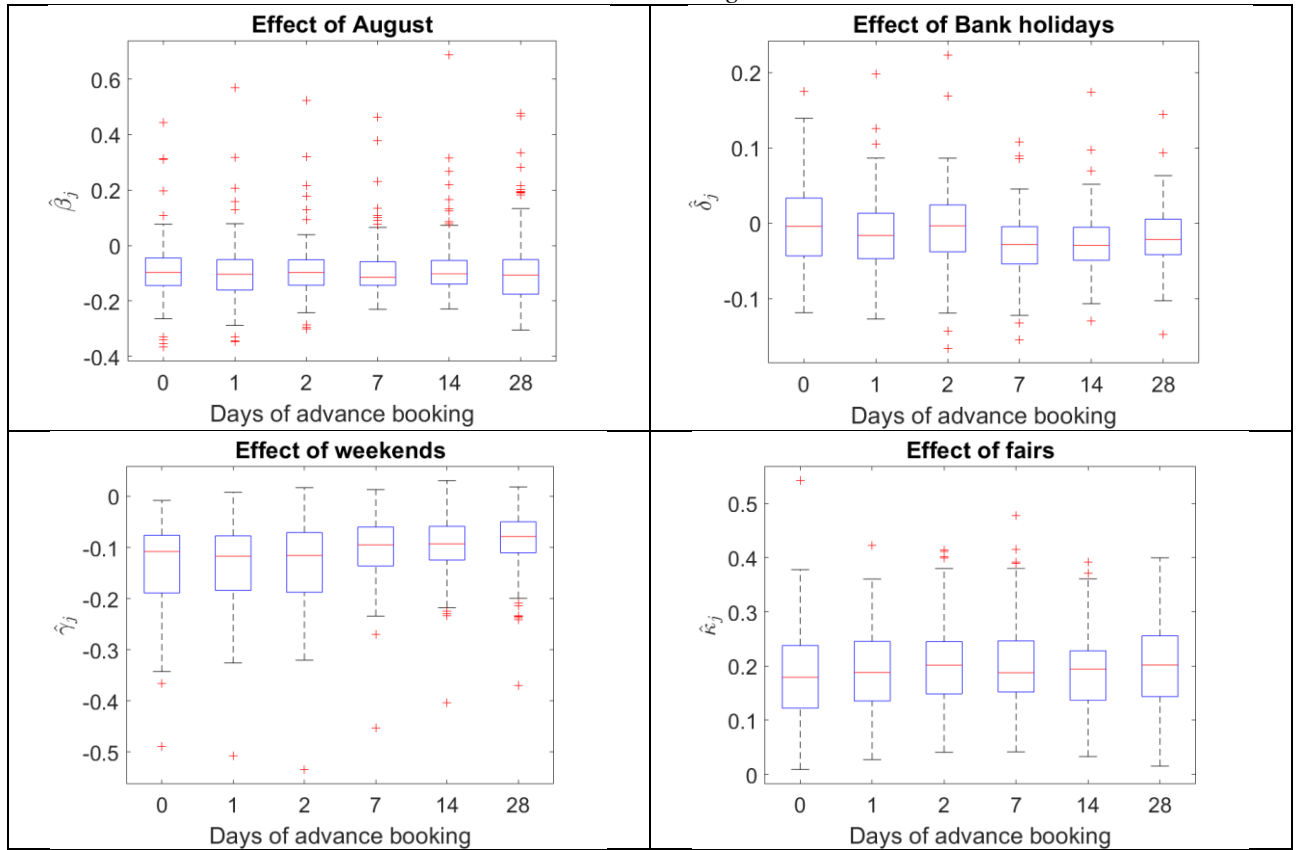 Effect of August
0.6
0.4
0.2
0
-0.2
-0.4
β̂j
0 1 2 7 14 28
Days of advance booking
Effect of Bank holidays
0.2
0.1
0
-0.1
δ̂j
0 1 2 7 14 28
Days of advance booking
Effect of weekends
0
-0.1
-0.2
-0.3
-0.4
-0.5
γ̂j
0 1 2 7 14 28
Days of advance booking
Effect of fairs
0.5
0.4
0.3
0.2
0.1
0
κ̂j
0 1 2 7 14 28
Days of advance booking